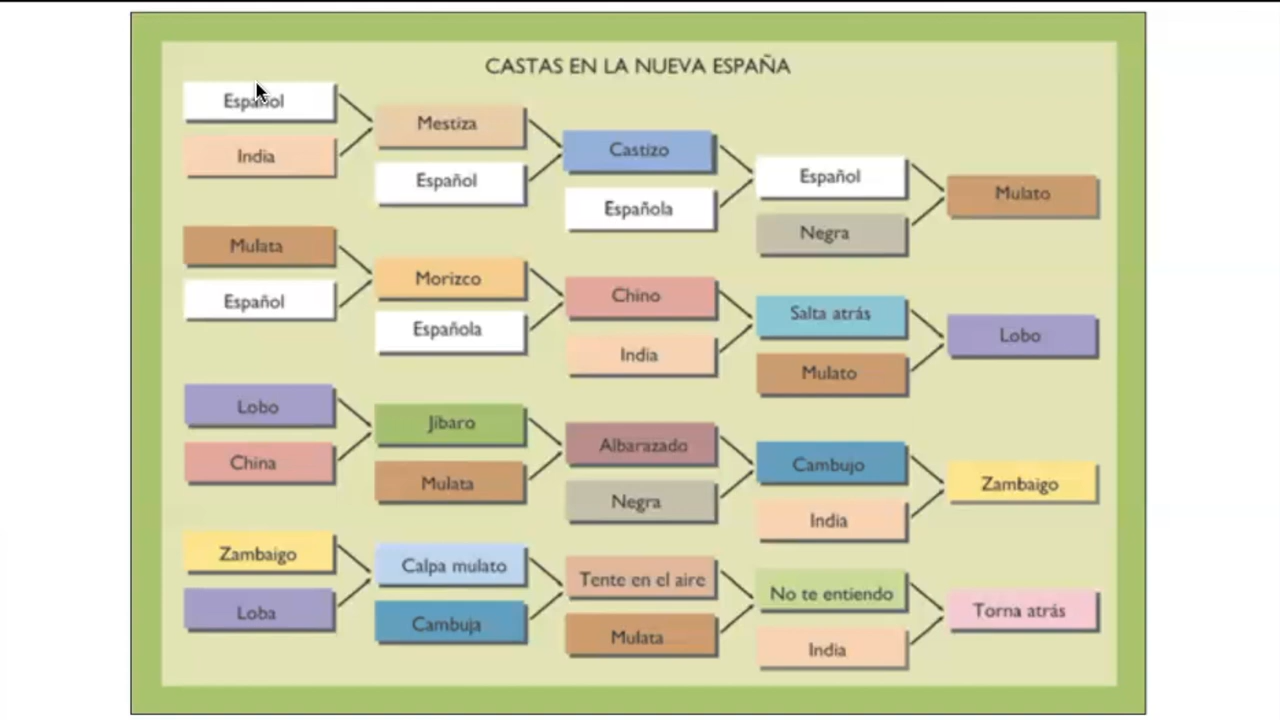 CASTAS EN LA NUEVA ESPAÑA
Español
India
Mestiza
Español
Castizo
Española
Español
Negra
Mulato
Mulata
Español
Morizco
Española
Chino
India
Salta atrás
Mulato
Lobo
Lobo
China
Jíbaro
Mulata
Albarazado
Negra
Cambujo
India
Zambaigo
Zambaigo
Loba
Calpa mulato
Cambuja
Tente en el aire
Mulata
No te entiendo
India
Torna atrás